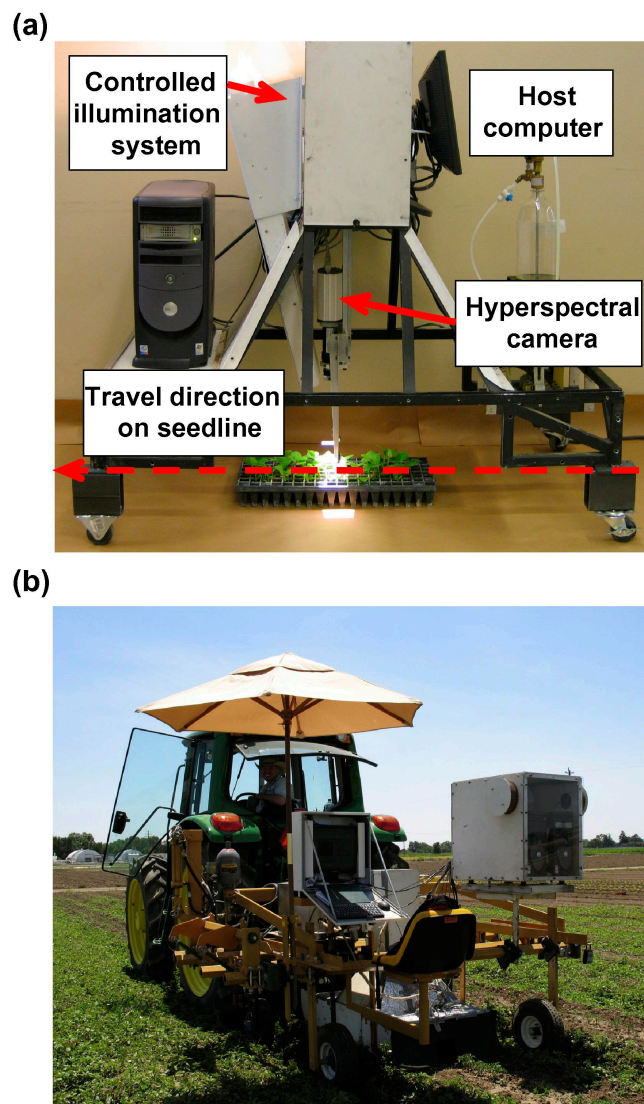 (a)
Controlled
illumination
system
Host
computer
Hyperspectral
camera
Travel direction
on seedline
(b)